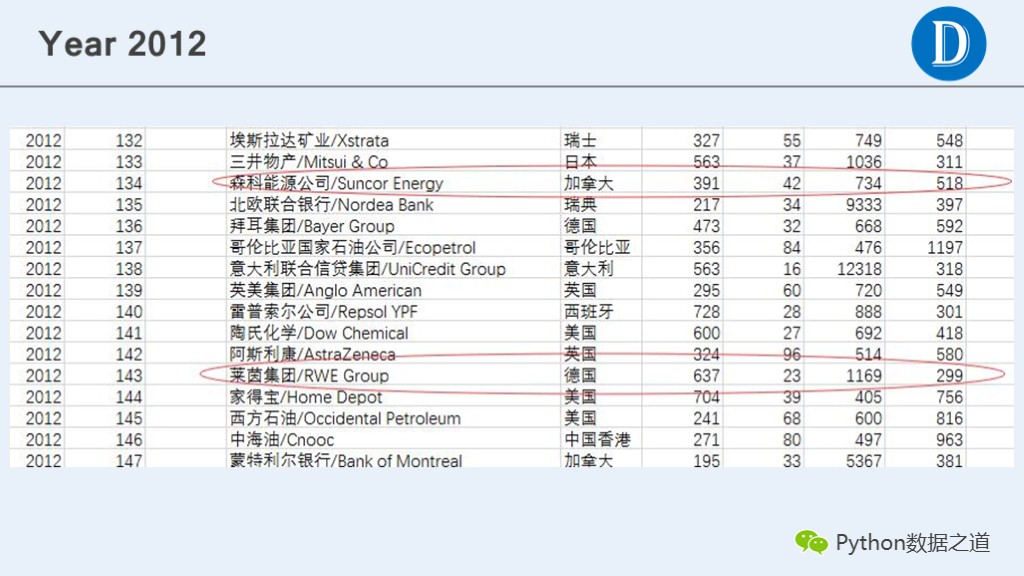 Year 2012
D
2012 132 埃斯拉达矿业/Xstrata 瑞士 327 55 749 548
2012 133 三井物产/Mitsui & Co 日本 563 37 1036 311
2012 134 森科能源公司/Suncor Energy 加拿大 391 42 734 518
2012 135 北欧联合银行/Nordea Bank 瑞典 217 34 9333 397
2012 136 拜耳集团/Bayer Group 德国 473 32 668 592
2012 137 哥伦比亚国家石油公司/Ecopetrol 哥伦比亚 356 84 476 1197
2012 138 意大利联合信贷集团/UniCredit Group 意大利 563 16 12318 318
2012 139 英美集团/Anglo American 英国 295 60 720 549
2012 140 雷普索尔公司/Repsol YPF 西班牙 728 28 888 301
2012 141 陶氏化学/Dow Chemical 美国 600 27 692 418
2012 142 阿斯利康/AstraZeneca 英国 324 96 514 580
2012 143 莱茵集团/RWE Group 德国 637 23 1169 299
2012 144 家得宝/Home Depot 美国 704 39 405 756
2012 145 西方石油/Occidental Petroleum 美国 241 68 600 816
2012 146 中海油/Cnooc 中国香港 271 80 497 963
2012 147 蒙特利尔银行/Bank of Montreal 加拿大 195 33 5367 381
Python数据之道